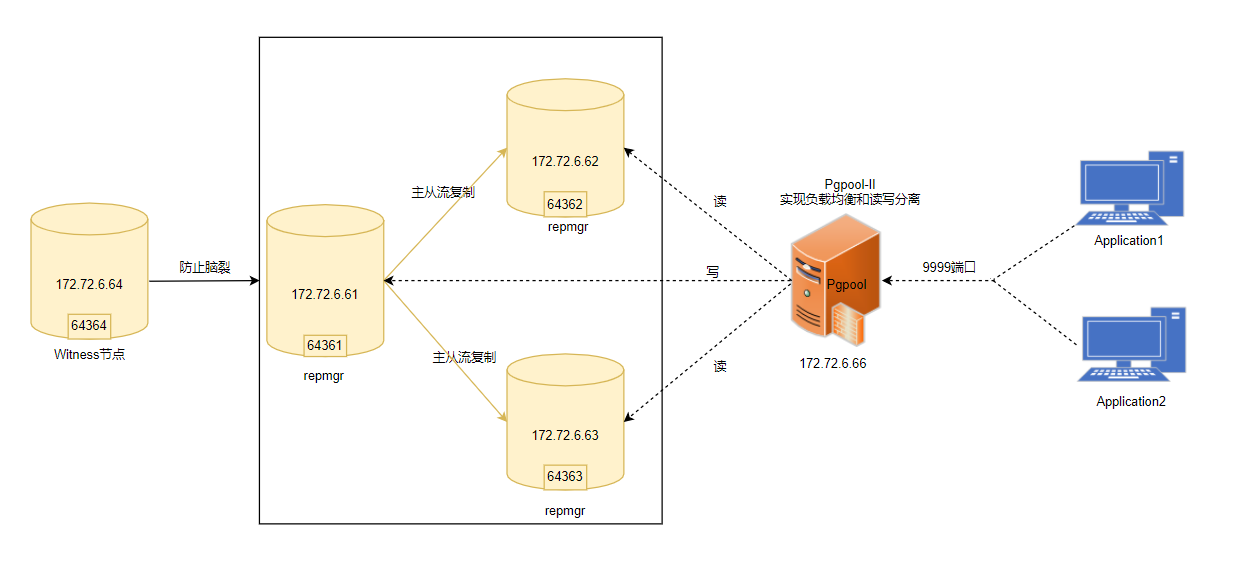 172.72.6.64
64364
Witness节点
防止脑裂
172.72.6.61
64361
repmgr
主从流复制
172.72.6.62
64362
repmgr
主从流复制
172.72.6.63
64363
repmgr
读
写
读
Pgpool-II
实现负载均衡和读写分离
Pgpool
172.72.6.66
9999端口
Application1
Application2